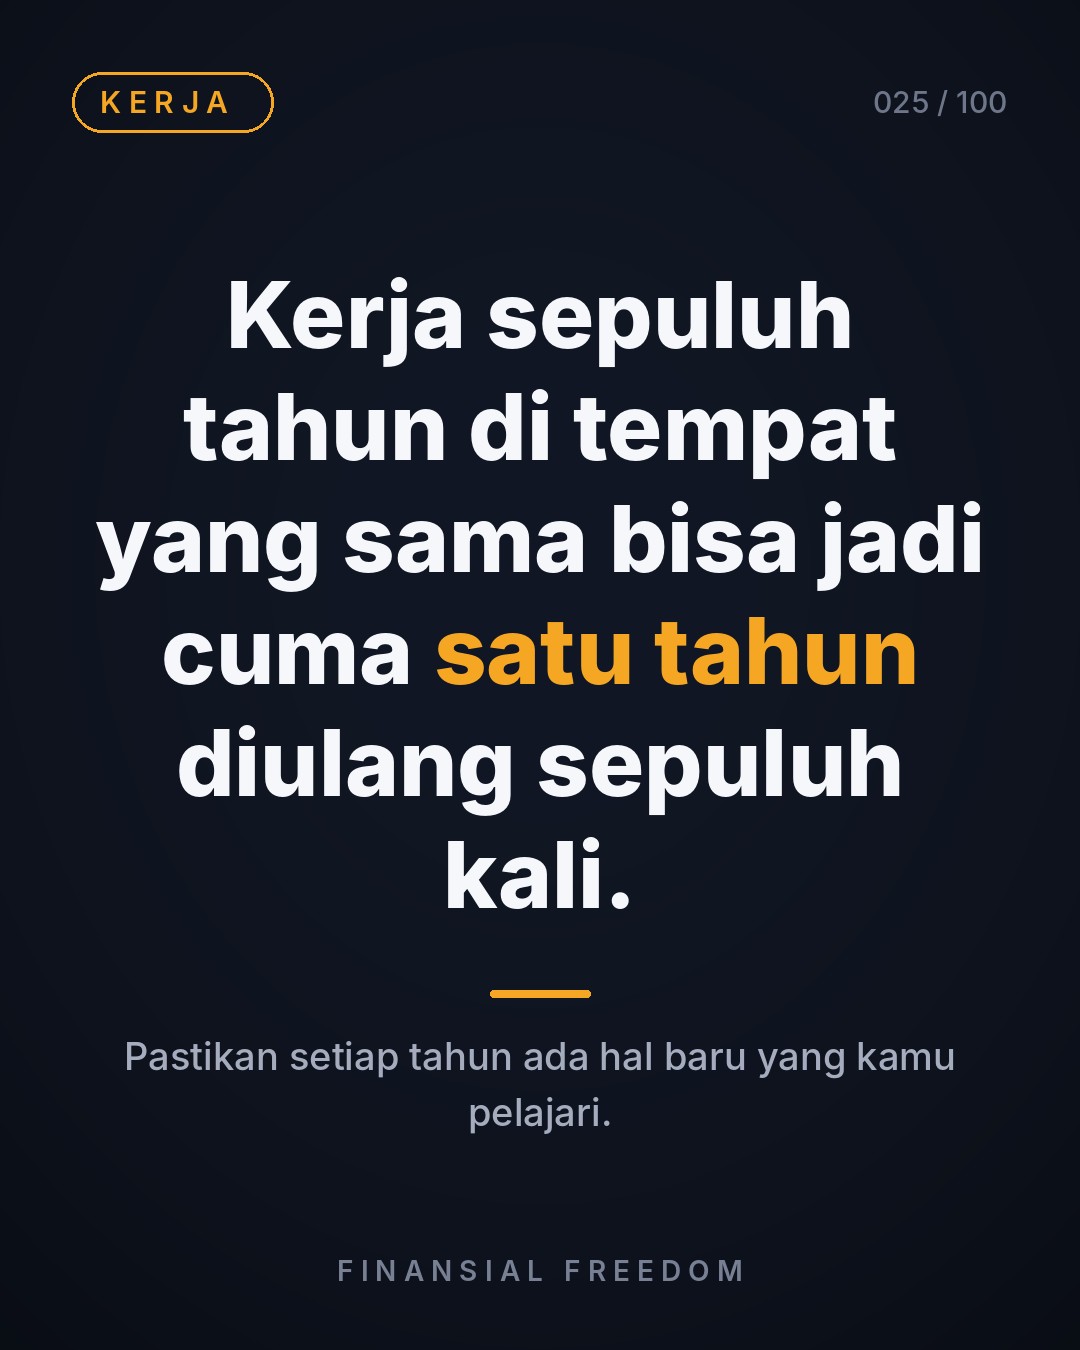 KERJA
025 / 100
Kerja sepuluh
tahun di tempat
yang sama bisa jadi
cuma satu tahun
diulang sepuluh
kali.
Pastikan setiap tahun ada hal baru yang kamu
pelajari.
FINANSIAL FREEDOM